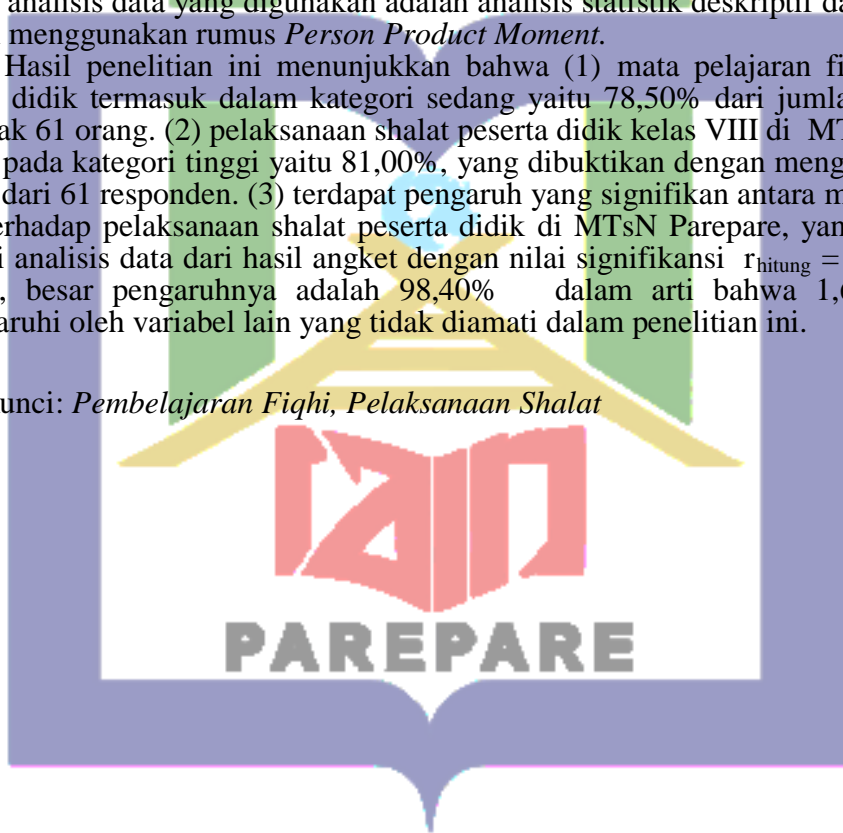 analisis data yang digunakan adalah analisis statistik deskriptif da
menggunakan rumus Person Product Moment.
Hasil penelitian ini menunjukkan bahwa (1) mata pelajaran fi
didik termasuk dalam kategori sedang yaitu 78,50% dari jumla
ak 61 orang. (2) pelaksanaan shalat peserta didik kelas VIII di MT
pada kategori tinggi yaitu 81,00%, yang dibuktikan dengan meng
dari 61 responden. (3) terdapat pengaruh yang signifikan antara m
erhadap pelaksanaan shalat peserta didik di MTsN Parepare, yan
i analisis data dari hasil angket dengan nilai signifikansi rhitung =
, besar pengaruhnya adalah 98,40% dalam arti bahwa 1,6
aruhi oleh variabel lain yang tidak diamati dalam penelitian ini.
unci: Pembelajaran Fiqhi, Pelaksanaan Shalat
iain
PAREPARE